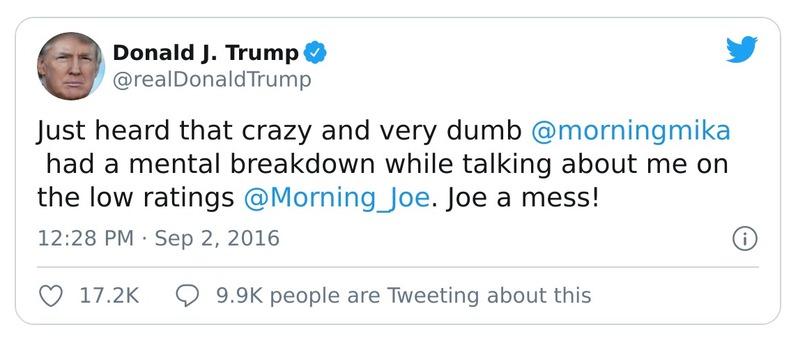 Donald J. Trump
@realDonaldTrump
Just heard that crazy and very dumb @morningmika
had a mental breakdown while talking about me on
the low ratings @Morning_Joe. Joe a mess!
12:28 PM · Sep 2, 2016
17.2K 9.9K people are Tweeting about this